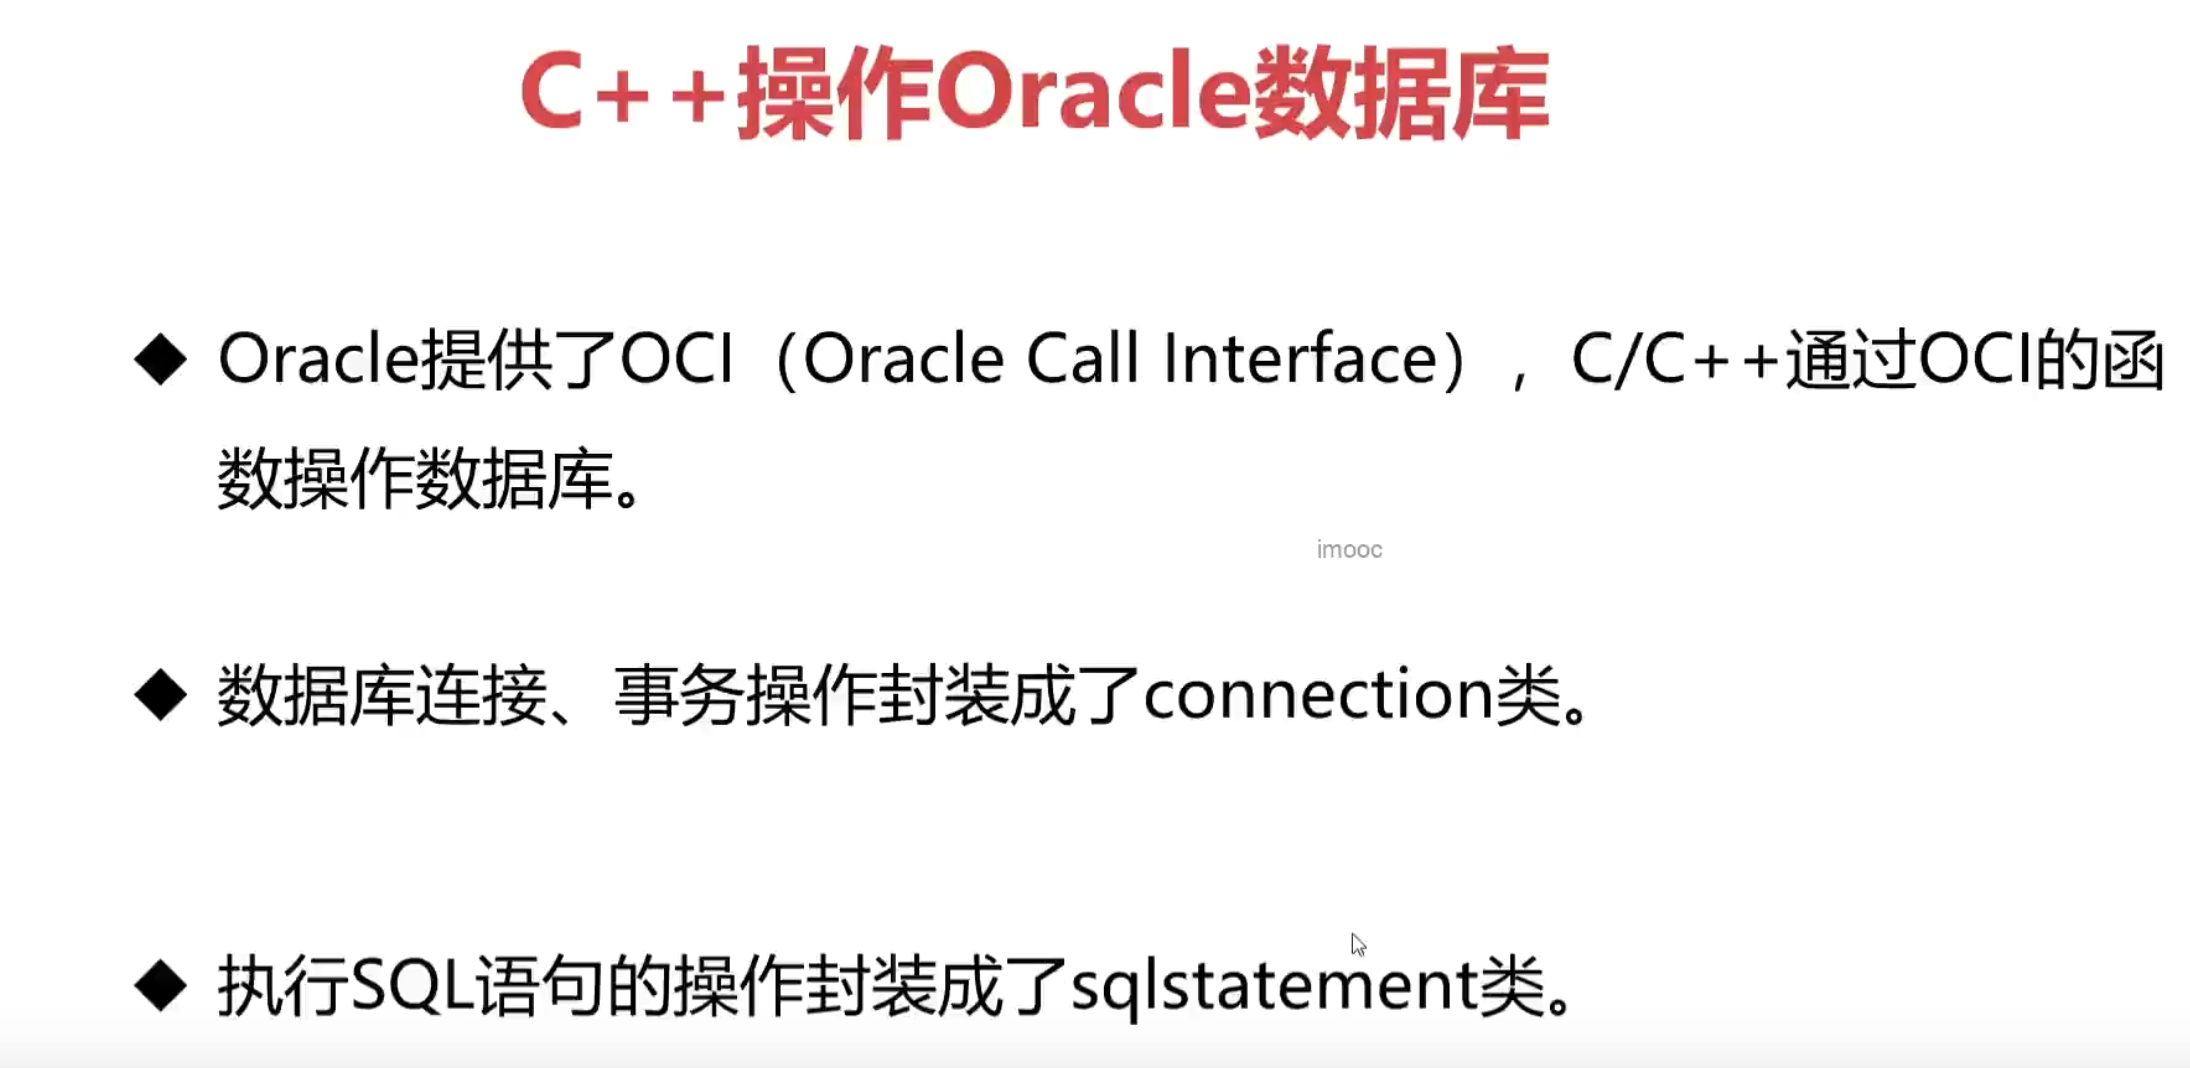 C++操作Oracle数据库
◆ Oracle提供了OCI（Oracle Call Interface），C/C++通过OCI的函
数操作数据库。
imooc
◆ 数据库连接、事务操作封装成了connection类。
◆ 执行SQL语句的操作封装成了sqlstatement类。